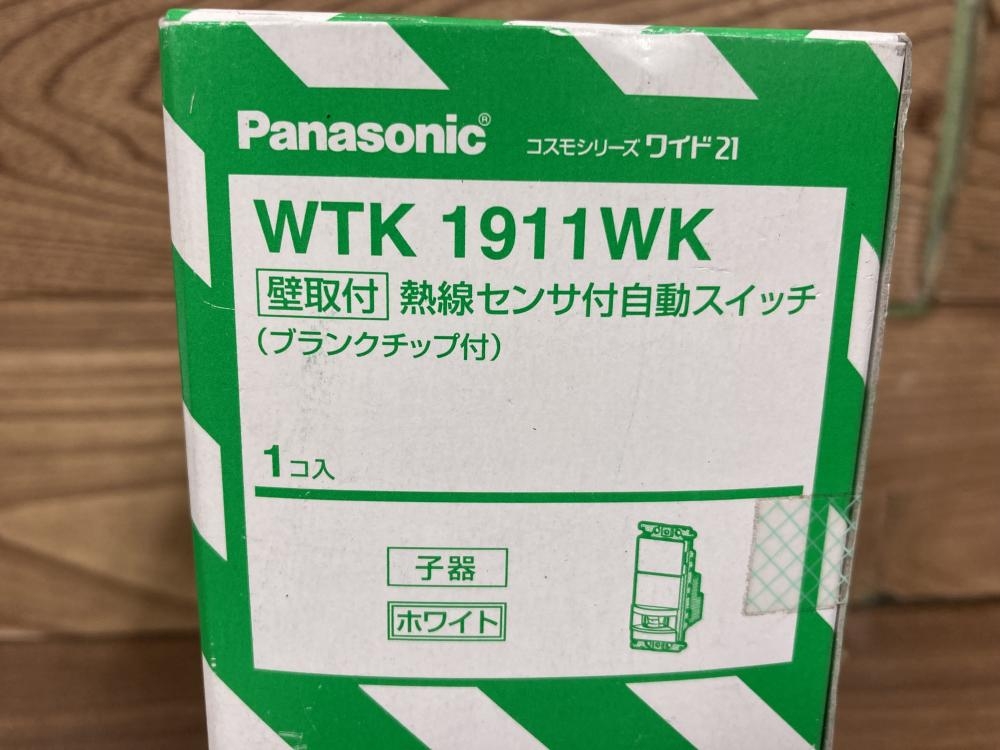 Panasonic® コスモシリーズ ワイド21
WTK 1911WK
壁取付 熱線センサ付自動スイッチ
(ブランクチップ付)
1コ入
子器
ホワイト